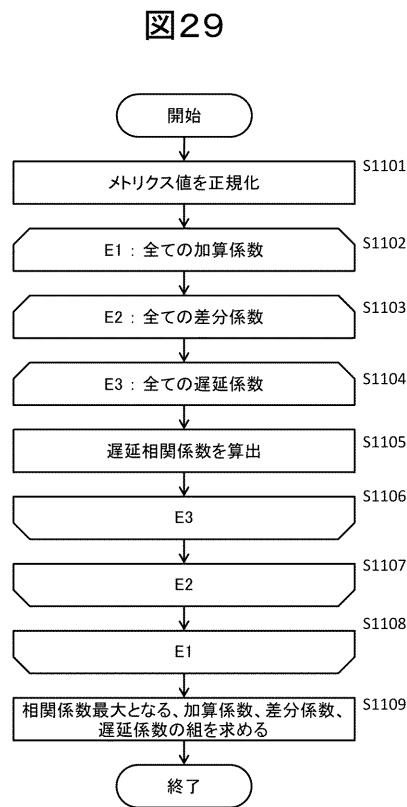 図29
開始
メトリクス値を正規化
S1101
E1：全ての加算係数
S1102
E2：全ての差分係数
S1103
E3：全ての遅延係数
S1104
遅延相関係数を算出
S1105
E3
S1106
E2
S1107
E1
S1108
相関係数最大となる、加算係数、差分係数、
遅延係数の組を求める
S1109
終了